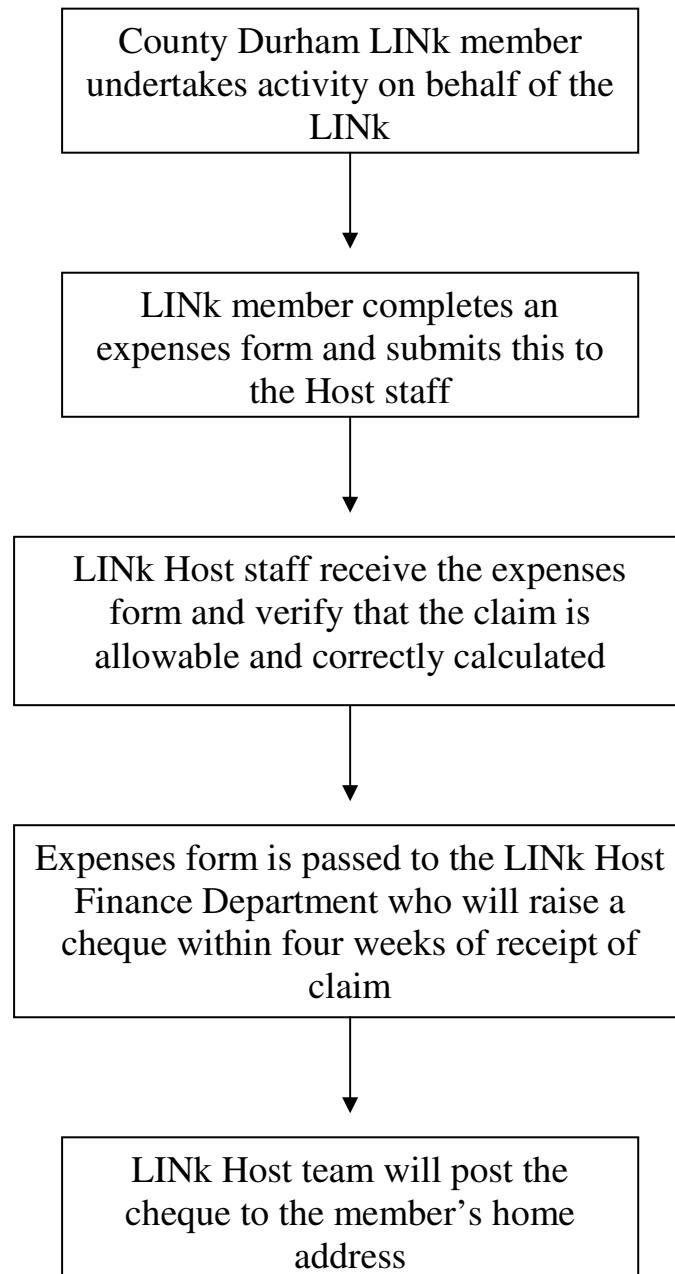 County Durham LINk member
undertakes activity on behalf of the
LINk
LINk member completes an
expenses form and submits this to
the Host staff
LINk Host staff receive the expenses
form and verify that the claim is
allowable and correctly calculated
Expenses form is passed to the LINk Host
Finance Department who will raise a
cheque within four weeks of receipt of
claim
LINk Host team will post the
cheque to the member’s home
address